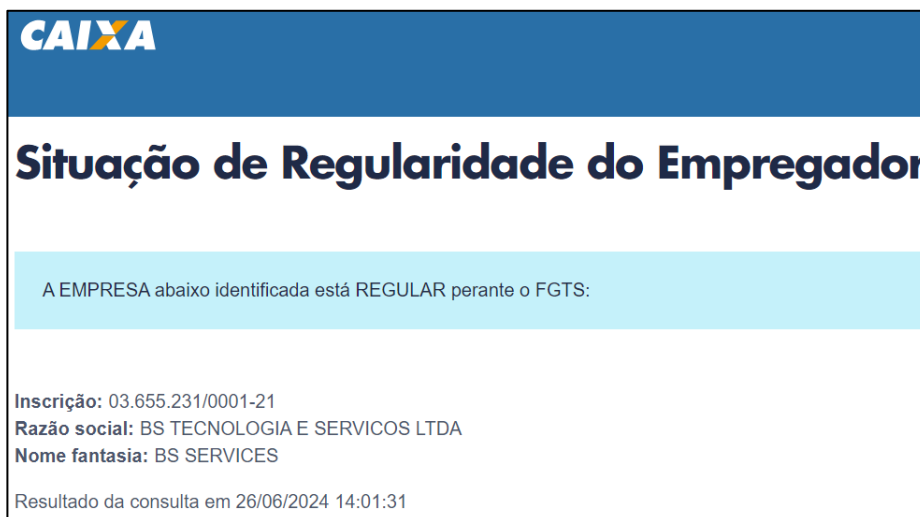 CAIXA
Situação de Regularidade do Empregador
A EMPRESA abaixo identificada está REGULAR perante o FGTS:
Inscrição: 03.655.231/0001-21
Razão social: BS TECNOLOGIA E SERVICOS LTDA
Nome fantasia: BS SERVICES
Resultado da consulta em 26/06/2024 14:01:31